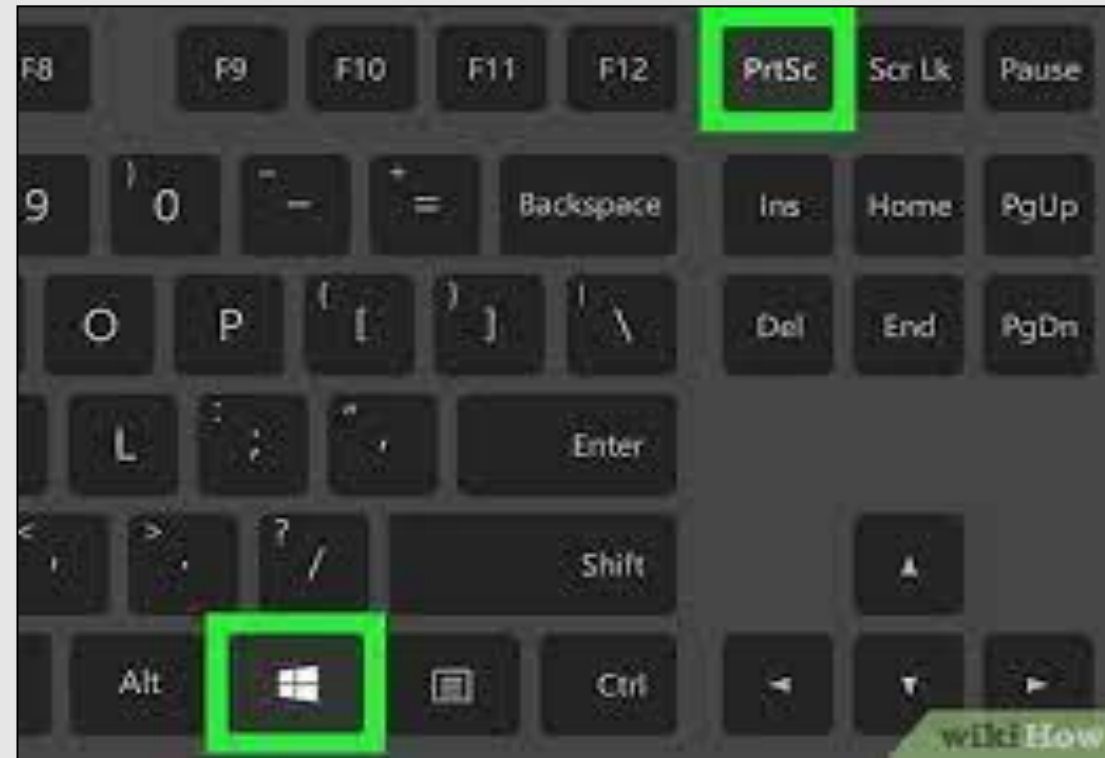 F8 F9 F10 F11 F12 PrtSc Scr Lk Pause
9 ) 0 _ - + = Backspace Ins Home PgUp
O P { [ } ] | \ Del End PgDn
L : ; " ' Enter
< , > . ? / Shift
Alt Ctrl
wikiHow